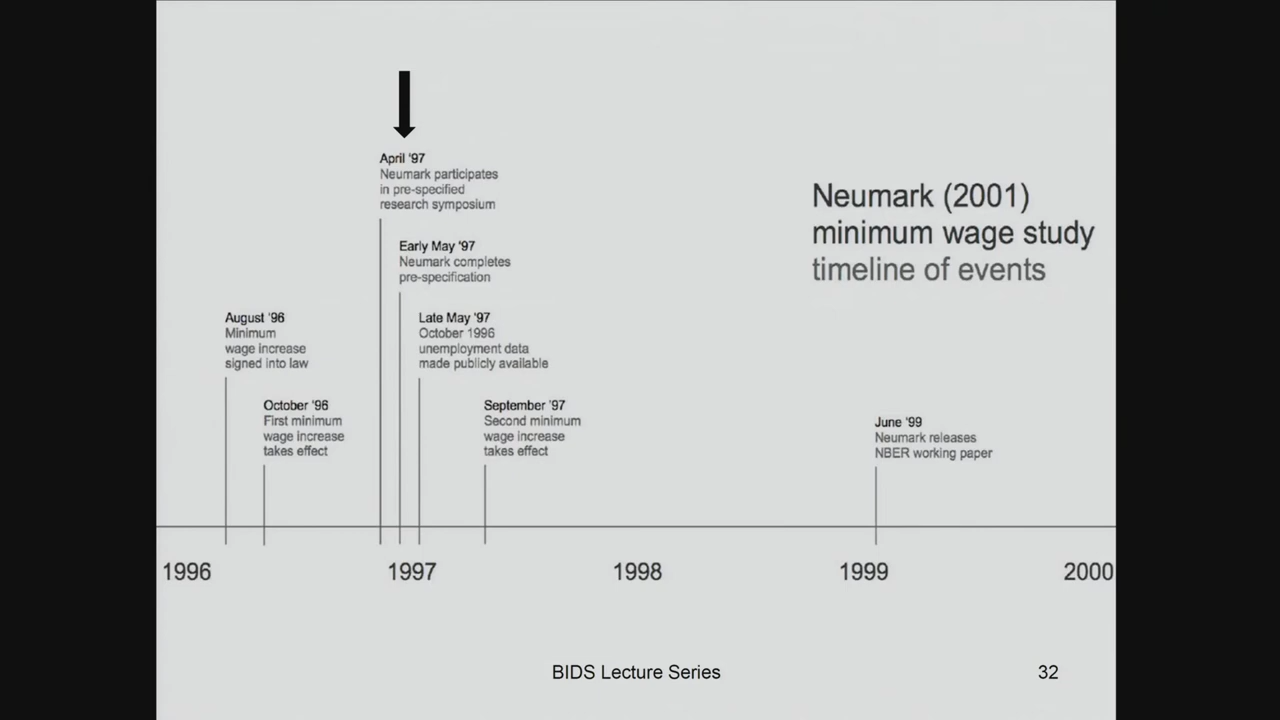 April '97
Neumark participates
in pre-specified
research symposium
Neumark (2001)
minimum wage study
timeline of events
Early May '97
Neumark completes
pre-specification
August '96
Minimum
wage increase
signed into law
Late May '97
October 1996
unemployment data
made publicly available
October '96
First minimum
wage increase
takes effect
September '97
Second minimum
wage increase
takes effect
June '99
Neumark releases
NBER working paper
1996
1997
1998
1999
2000
BIDS Lecture Series
32